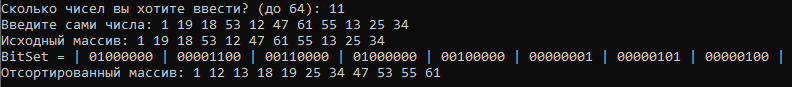 Сколько чисел вы хотите ввести? (до 64): 11
Введите сами числа: 1 19 18 53 12 47 61 55 13 25 34
Исходный массив: 1 19 18 53 12 47 61 55 13 25 34
BitSet = | 01000000 | 00001100 | 00110000 | 01000000 | 00100000 | 00000001 | 00000101 | 00000100 |
Отсортированный массив: 1 12 13 18 19 25 34 47 53 55 61